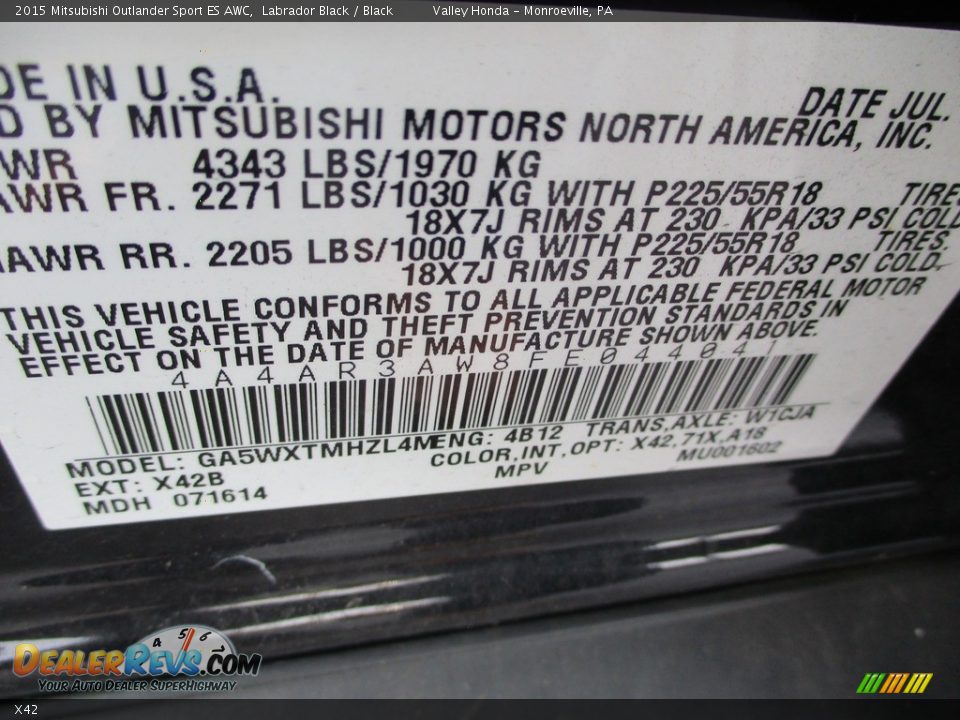 2015 Mitsubishi Outlander Sport ES AWC, Labrador Black / Black Valley Honda - Monroeville, PA
DE IN U.S.A. DATE JUL.
D BY MITSUBISHI MOTORS NORTH AMERICA, INC.
WR 4343 LBS/1970 KG
AWR FR. 2271 LBS/1030 KG WITH P225/55R18 TIRES
18X7J RIMS AT 230 KPA/33 PSI COLD
AWR RR. 2205 LBS/1000 KG WITH P225/55R18 TIRES.
18X7J RIMS AT 230 KPA/33 PSI COLD.
THIS VEHICLE CONFORMS TO ALL APPLICABLE FEDERAL MOTOR
VEHICLE SAFETY AND THEFT PREVENTION STANDARDS IN
EFFECT ON THE DATE OF MANUFACTURE SHOWN ABOVE.
4A4AR3AW8FE044041
MODEL: GA5WXTMHZL4M ENG: 4B12 TRANS,AXLE: W1CJA
EXT: X42B COLOR,INT,OPT: X42,71X,A18
MDH 071614 MPV MU001602
4 5 6
DEALERREVS.COM
YOUR AUTO DEALER SUPERHIGHWAY
X42